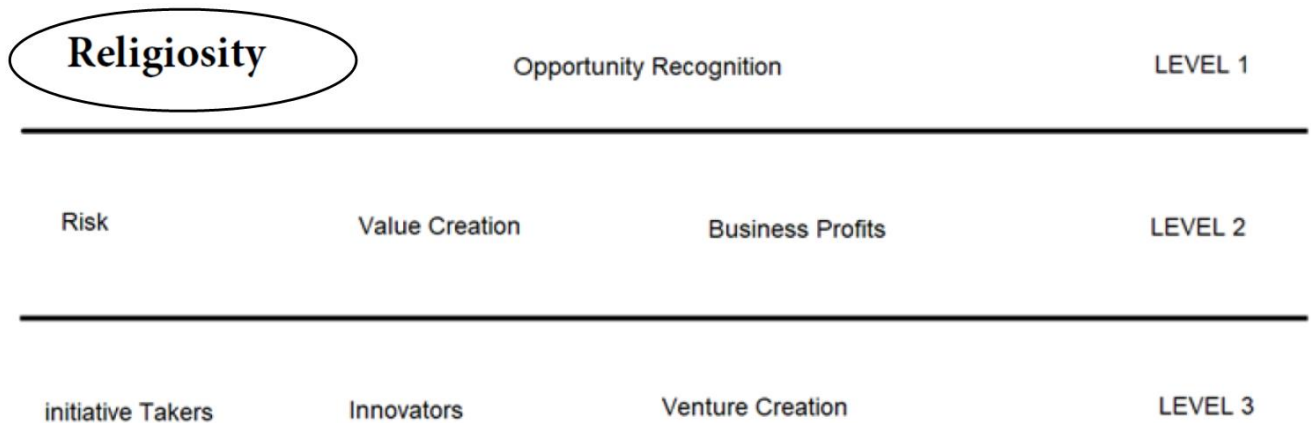 Religiosity Opportunity Recognition LEVEL 1
Risk Value Creation Business Profits LEVEL 2
initiative Takers Innovators Venture Creation LEVEL 3